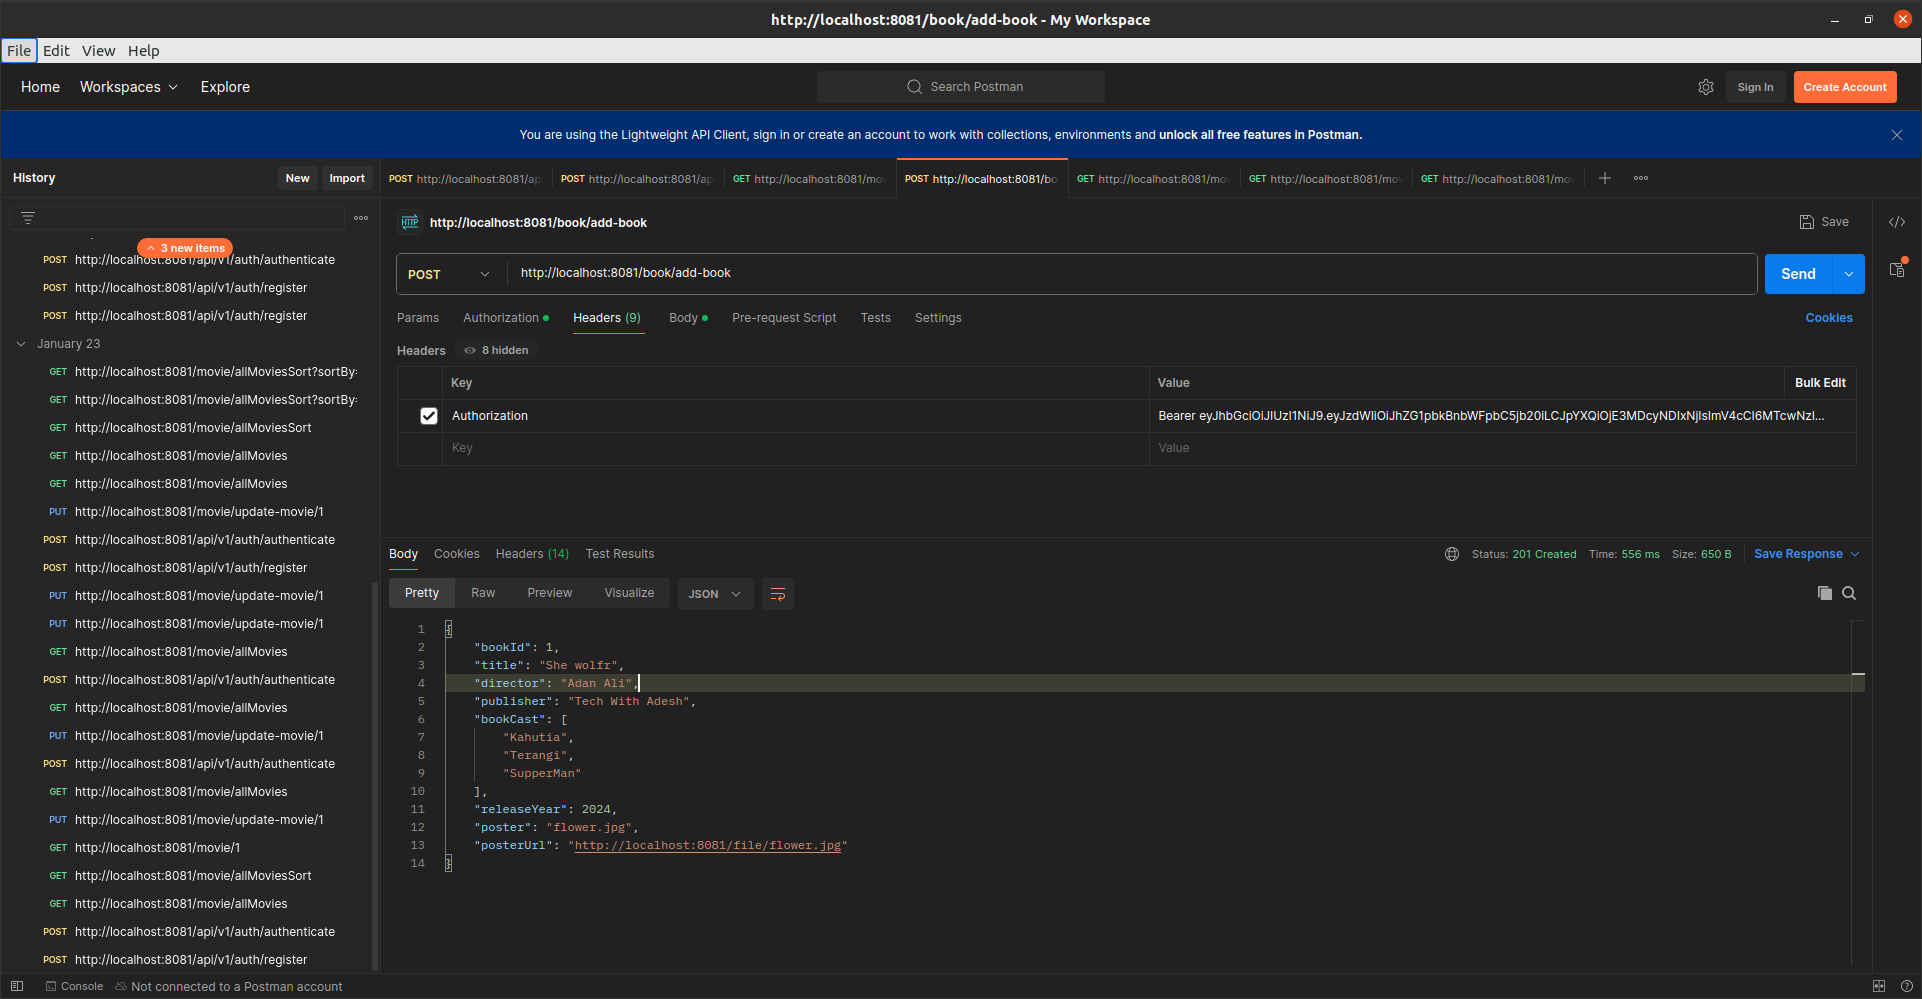 http://localhost:8081/book/add-book - My Workspace
File Edit View Help
Home Workspaces Explore Search Postman Sign In Create Account
You are using the Lightweight API Client, sign in or create an account to work with collections, environments and unlock all free features in Postman.
History New Import
3 new items
POST http://localhost:8081/api/v1/auth/authenticate
POST http://localhost:8081/api/v1/auth/register
POST http://localhost:8081/api/v1/auth/register
January 23
GET http://localhost:8081/movie/allMoviesSort?sortBy:
GET http://localhost:8081/movie/allMoviesSort?sortBy:
GET http://localhost:8081/movie/allMoviesSort
GET http://localhost:8081/movie/allMovies
GET http://localhost:8081/movie/allMovies
PUT http://localhost:8081/movie/update-movie/1
POST http://localhost:8081/api/v1/auth/authenticate
POST http://localhost:8081/api/v1/auth/register
PUT http://localhost:8081/movie/update-movie/1
PUT http://localhost:8081/movie/update-movie/1
GET http://localhost:8081/movie/allMovies
POST http://localhost:8081/api/v1/auth/authenticate
GET http://localhost:8081/movie/allMovies
PUT http://localhost:8081/movie/update-movie/1
POST http://localhost:8081/api/v1/auth/authenticate
GET http://localhost:8081/movie/allMovies
PUT http://localhost:8081/movie/update-movie/1
GET http://localhost:8081/movie/1
GET http://localhost:8081/movie/allMoviesSort
GET http://localhost:8081/movie/allMovies
POST http://localhost:8081/api/v1/auth/authenticate
POST http://localhost:8081/api/v1/auth/register
POST http://localhost:8081/ap POST http://localhost:8081/ap GET http://localhost:8081/mov POST http://localhost:8081/bo GET http://localhost:8081/mov GET http://localhost:8081/mov GET http://localhost:8081/mov
HTTP http://localhost:8081/book/add-book Save
POST http://localhost:8081/book/add-book Send
Params Authorization Headers (9) Body Pre-request Script Tests Settings Cookies
Headers 8 hidden
Key Value Bulk Edit
Authorization Bearer eyJhbGciOiJIUzI1NiJ9.eyJzdWIiOiJhZG1pbkBnbWFpbC5jb20iLCJpYXQiOjE3MDcyNDIxNjIsImV4cCI6MTcwNzI...
Key Value
Body Cookies Headers (14) Test Results Status: 201 Created Time: 556 ms Size: 650 B Save Response
Pretty Raw Preview Visualize JSON
1 {
2 "bookId": 1,
3 "title": "She wolfr",
4 "director": "Adan Ali",
5 "publisher": "Tech With Adesh",
6 "bookCast": [
7 "Kahutia",
8 "Terangi",
9 "SupperMan"
10 ],
11 "releaseYear": 2024,
12 "poster": "flower.jpg",
13 "posterUrl": "http://localhost:8081/file/flower.jpg"
14 }
Console Not connected to a Postman account